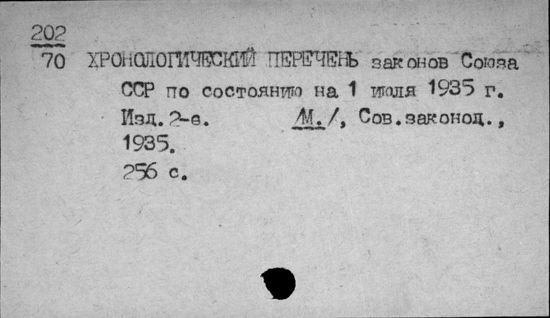 202
70 ХРОНОЛОГИЧЕСКИЙ ПЕРЕЧЕНЬ законов Союза
ССР по состоянию на 1 июля 1935 г.
Изд. 2-е. /М./, Сов.законод.,
1935.
256 с.